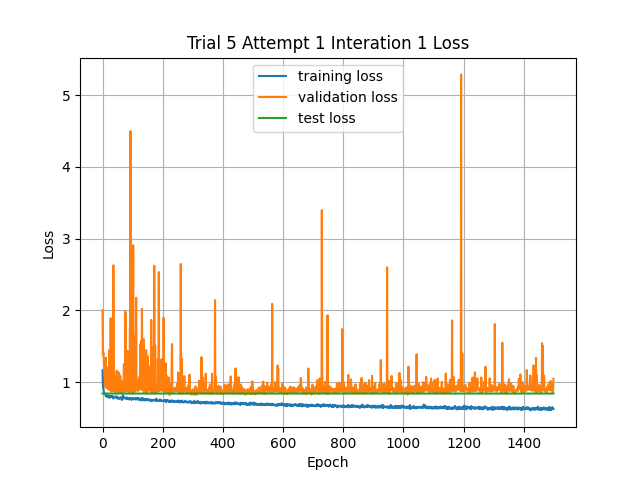 Trial 5 Attempt 1 Interation 1 Loss
training loss
validation loss
test loss
5
4
3
2
1
Loss
0 200 400 600 800 1000 1200 1400
Epoch